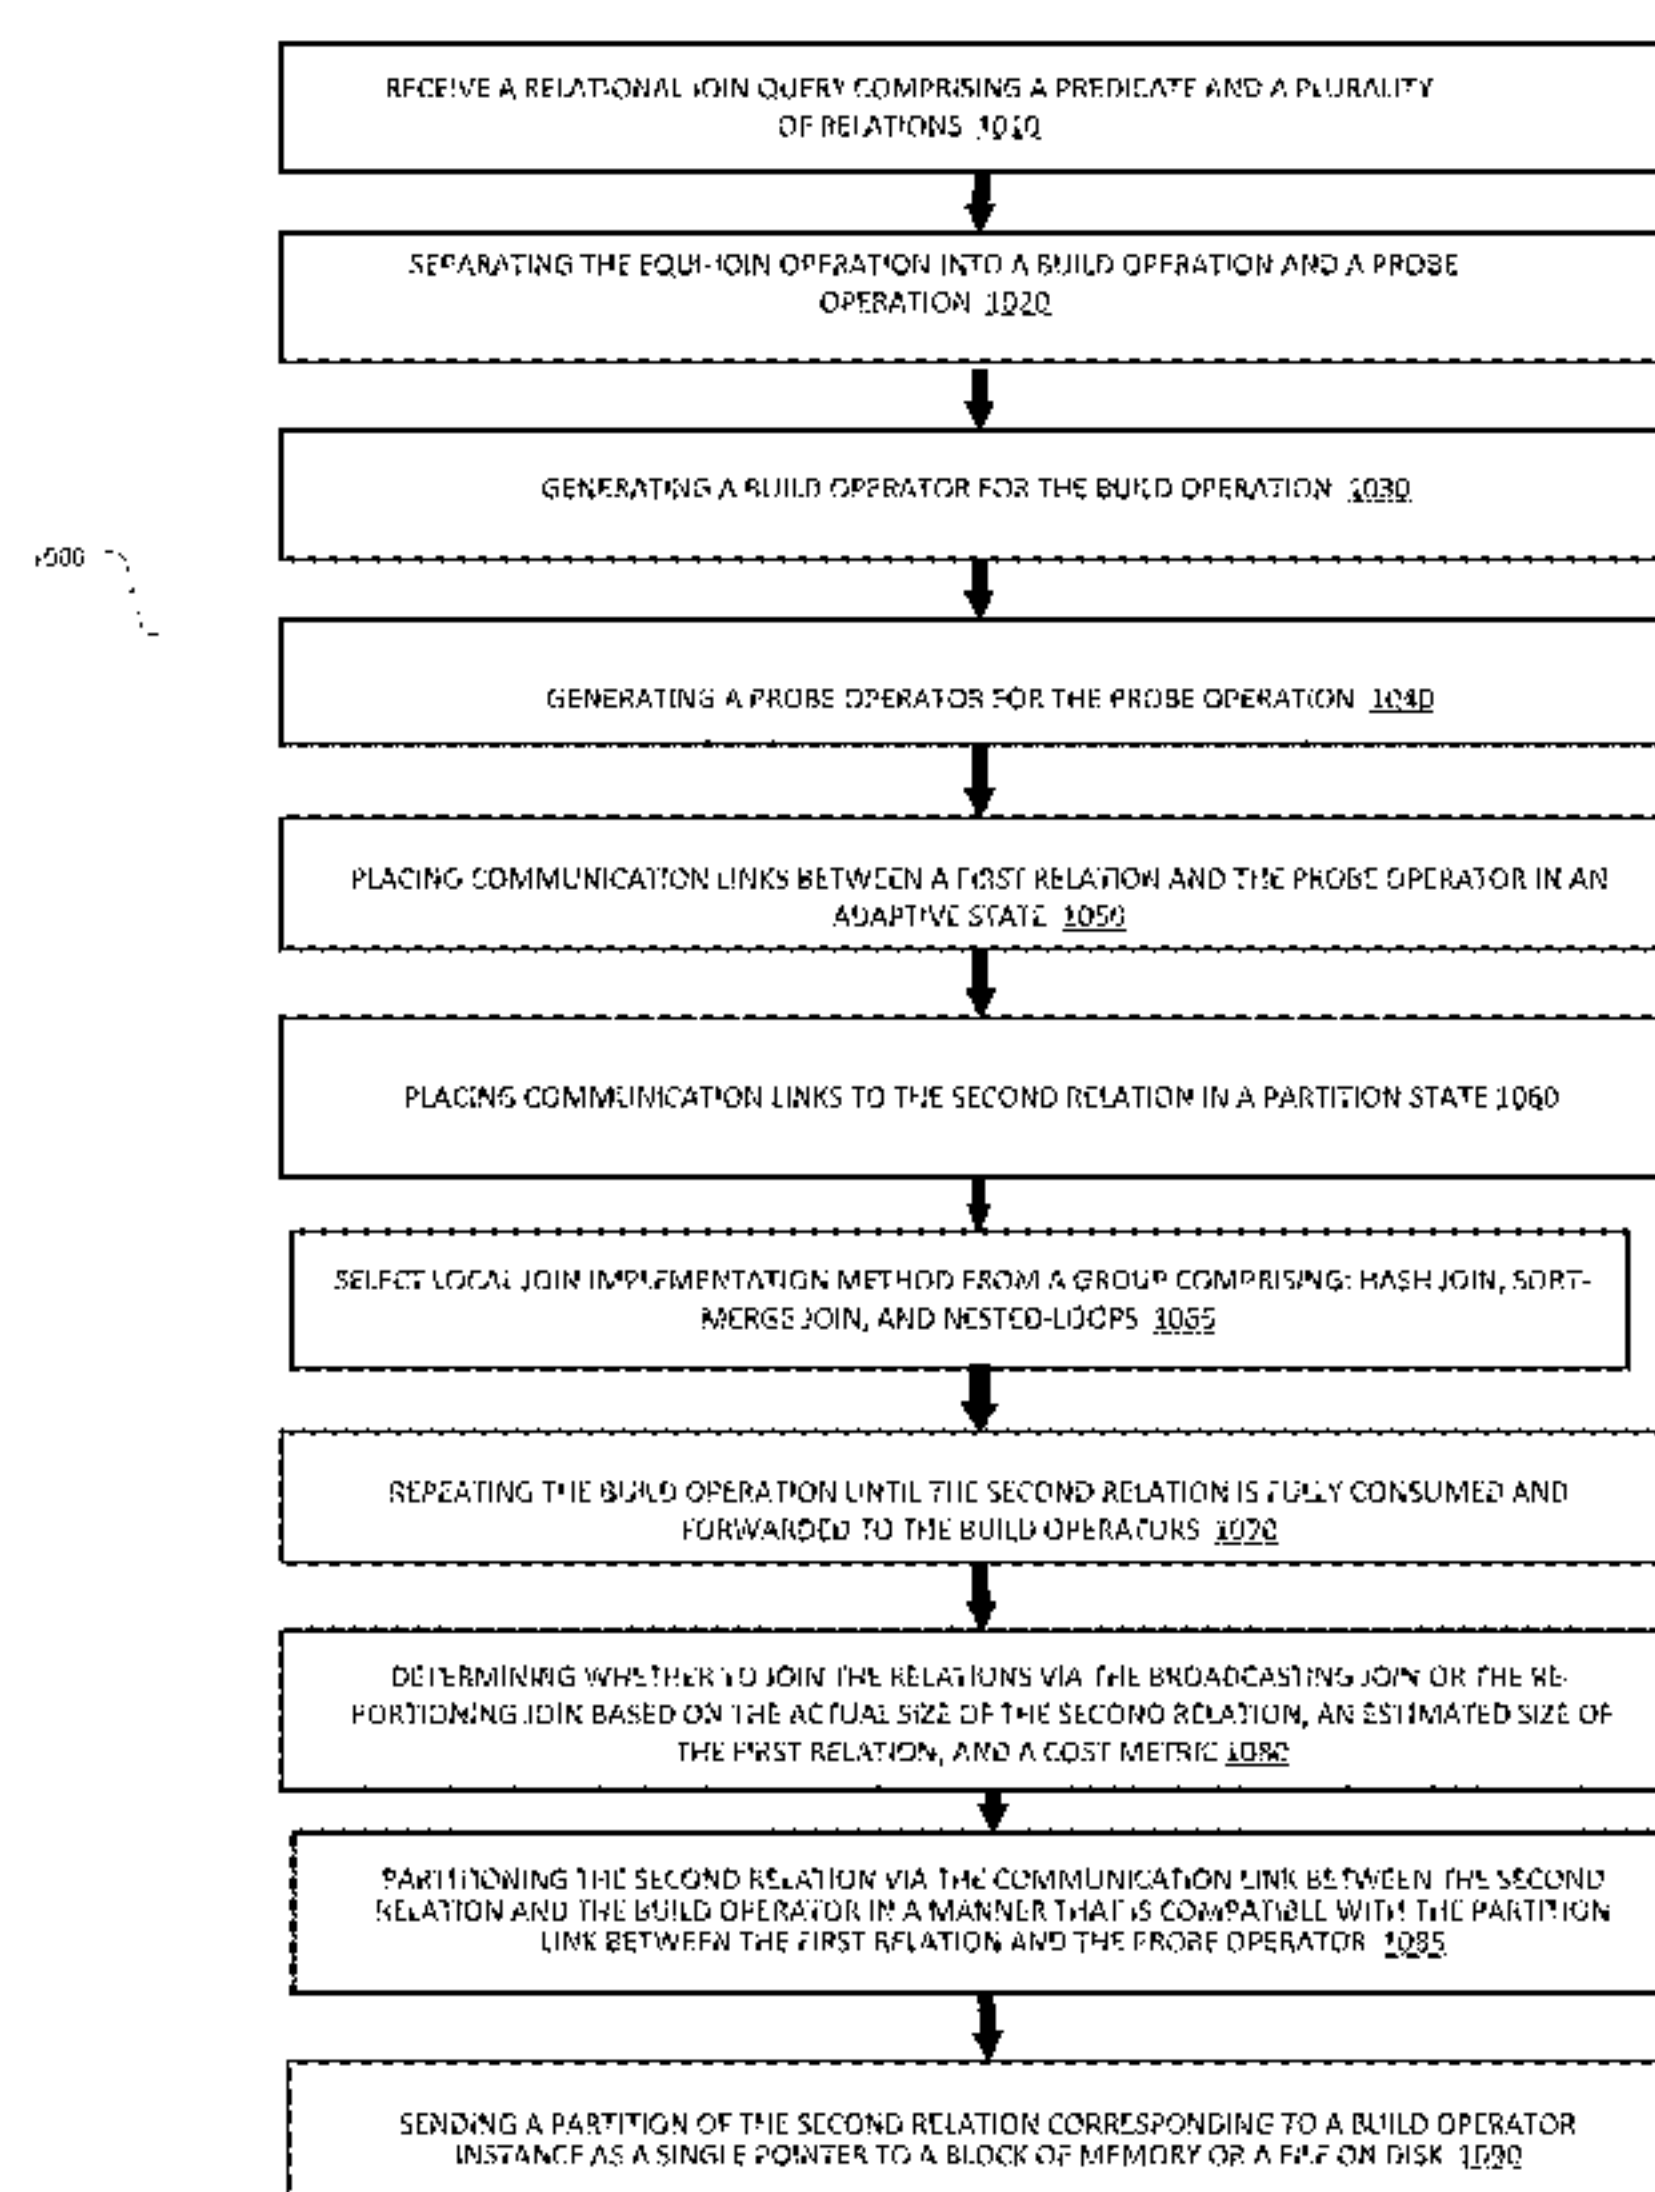 RECEIVE A RELATIONAL JOIN QUERY COMPRISING A PREDICATE AND A PLURALITY
OF RELATIONS 1010
SEPARATING THE EQUI-JOIN OPERATION INTO A BUILD OPERATION AND A PROBE
OPERATION 1020
GENERATING A BUILD OPERATOR FOR THE BUILD OPERATION 1030
GENERATING A PROBE OPERATOR FOR THE PROBE OPERATION 1040
PLACING COMMUNICATION LINKS BETWEEN A FIRST RELATION AND THE PROBE OPERATOR IN AN
ADAPTIVE STATE 1050
PLACING COMMUNICATION LINKS TO THE SECOND RELATION IN A PARTITION STATE 1060
SELECT LOCAL JOIN IMPLEMENTATION METHOD FROM A GROUP COMPRISING: HASH JOIN, SORT-
MERGE JOIN, AND NESTED-LOOPS 1065
REPEATING THE BUILD OPERATION UNTIL THE SECOND RELATION IS FULLY CONSUMED AND
FORWARDED TO THE BUILD OPERATORS 1070
DETERMINING WHETHER TO JOIN THE RELATIONS VIA THE BROADCASTING JOIN OR THE RE-
PORTIONING JOIN BASED ON THE ACTUAL SIZE OF THE SECOND RELATION, AN ESTIMATED SIZE OF
THE FIRST RELATION, AND A COST METRIC 1080
PARTITIONING THE SECOND RELATION VIA THE COMMUNICATION LINK BETWEEN THE SECOND
RELATION AND THE BUILD OPERATOR IN A MANNER THAT IS COMPATIBLE WITH THE PARTITION
LINK BETWEEN THE FIRST RELATION AND THE PROBE OPERATOR 1085
SENDING A PARTITION OF THE SECOND RELATION CORRESPONDING TO A BUILD OPERATOR
INSTANCE AS A SINGLE POINTER TO A BLOCK OF MEMORY OR A FILE ON DISK 1090